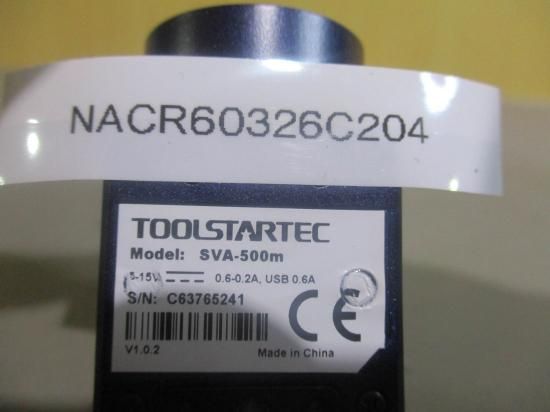 NACR60326C204
TOOLSTARTEC
Model: SVA-500m
5-15V 0.6-0.2A, USB 0.6A
S/N: C63765241
CE
V1.0.2
Made in China